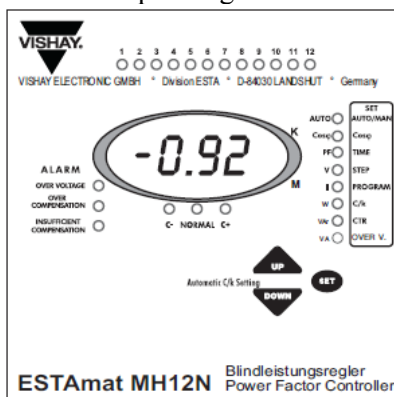 VISHAY.
1 2 3 4 5 6 7 8 9 10 11 12
VISHAY ELECTRONIC GMBH ° Division ESTA ° D-84030 LANDSHUT ° Germany
SET
AUTO AUTO/MAN
Cosφ Cosφ
PF TIME
V STEP
I PROGRAM
W C/k
VAr CTR
VA OVER V.
K
-0.92
M
ALARM
OVER VOLTAGE
OVER
COMPENSATION
INSUFFICIENT
COMPENSATION
C- NORMAL C+
UP
Automatic C/k Setting
SET
DOWN
ESTAmat MH12N
Blindleistungsregler
Power Factor Controller